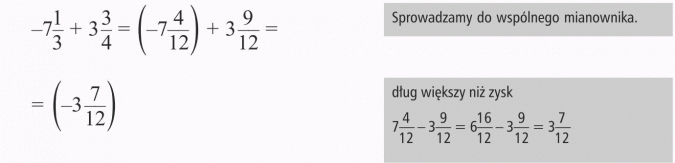 –7 1/3 + 3 3/4 = (–7 4/12) + 3 9/12 =
Sprowadzamy do wspólnego mianownika.
= (–3 7/12)
dług większy niż zysk
7 4/12 – 3 9/12 = 6 16/12 – 3 9/12 = 3 7/12